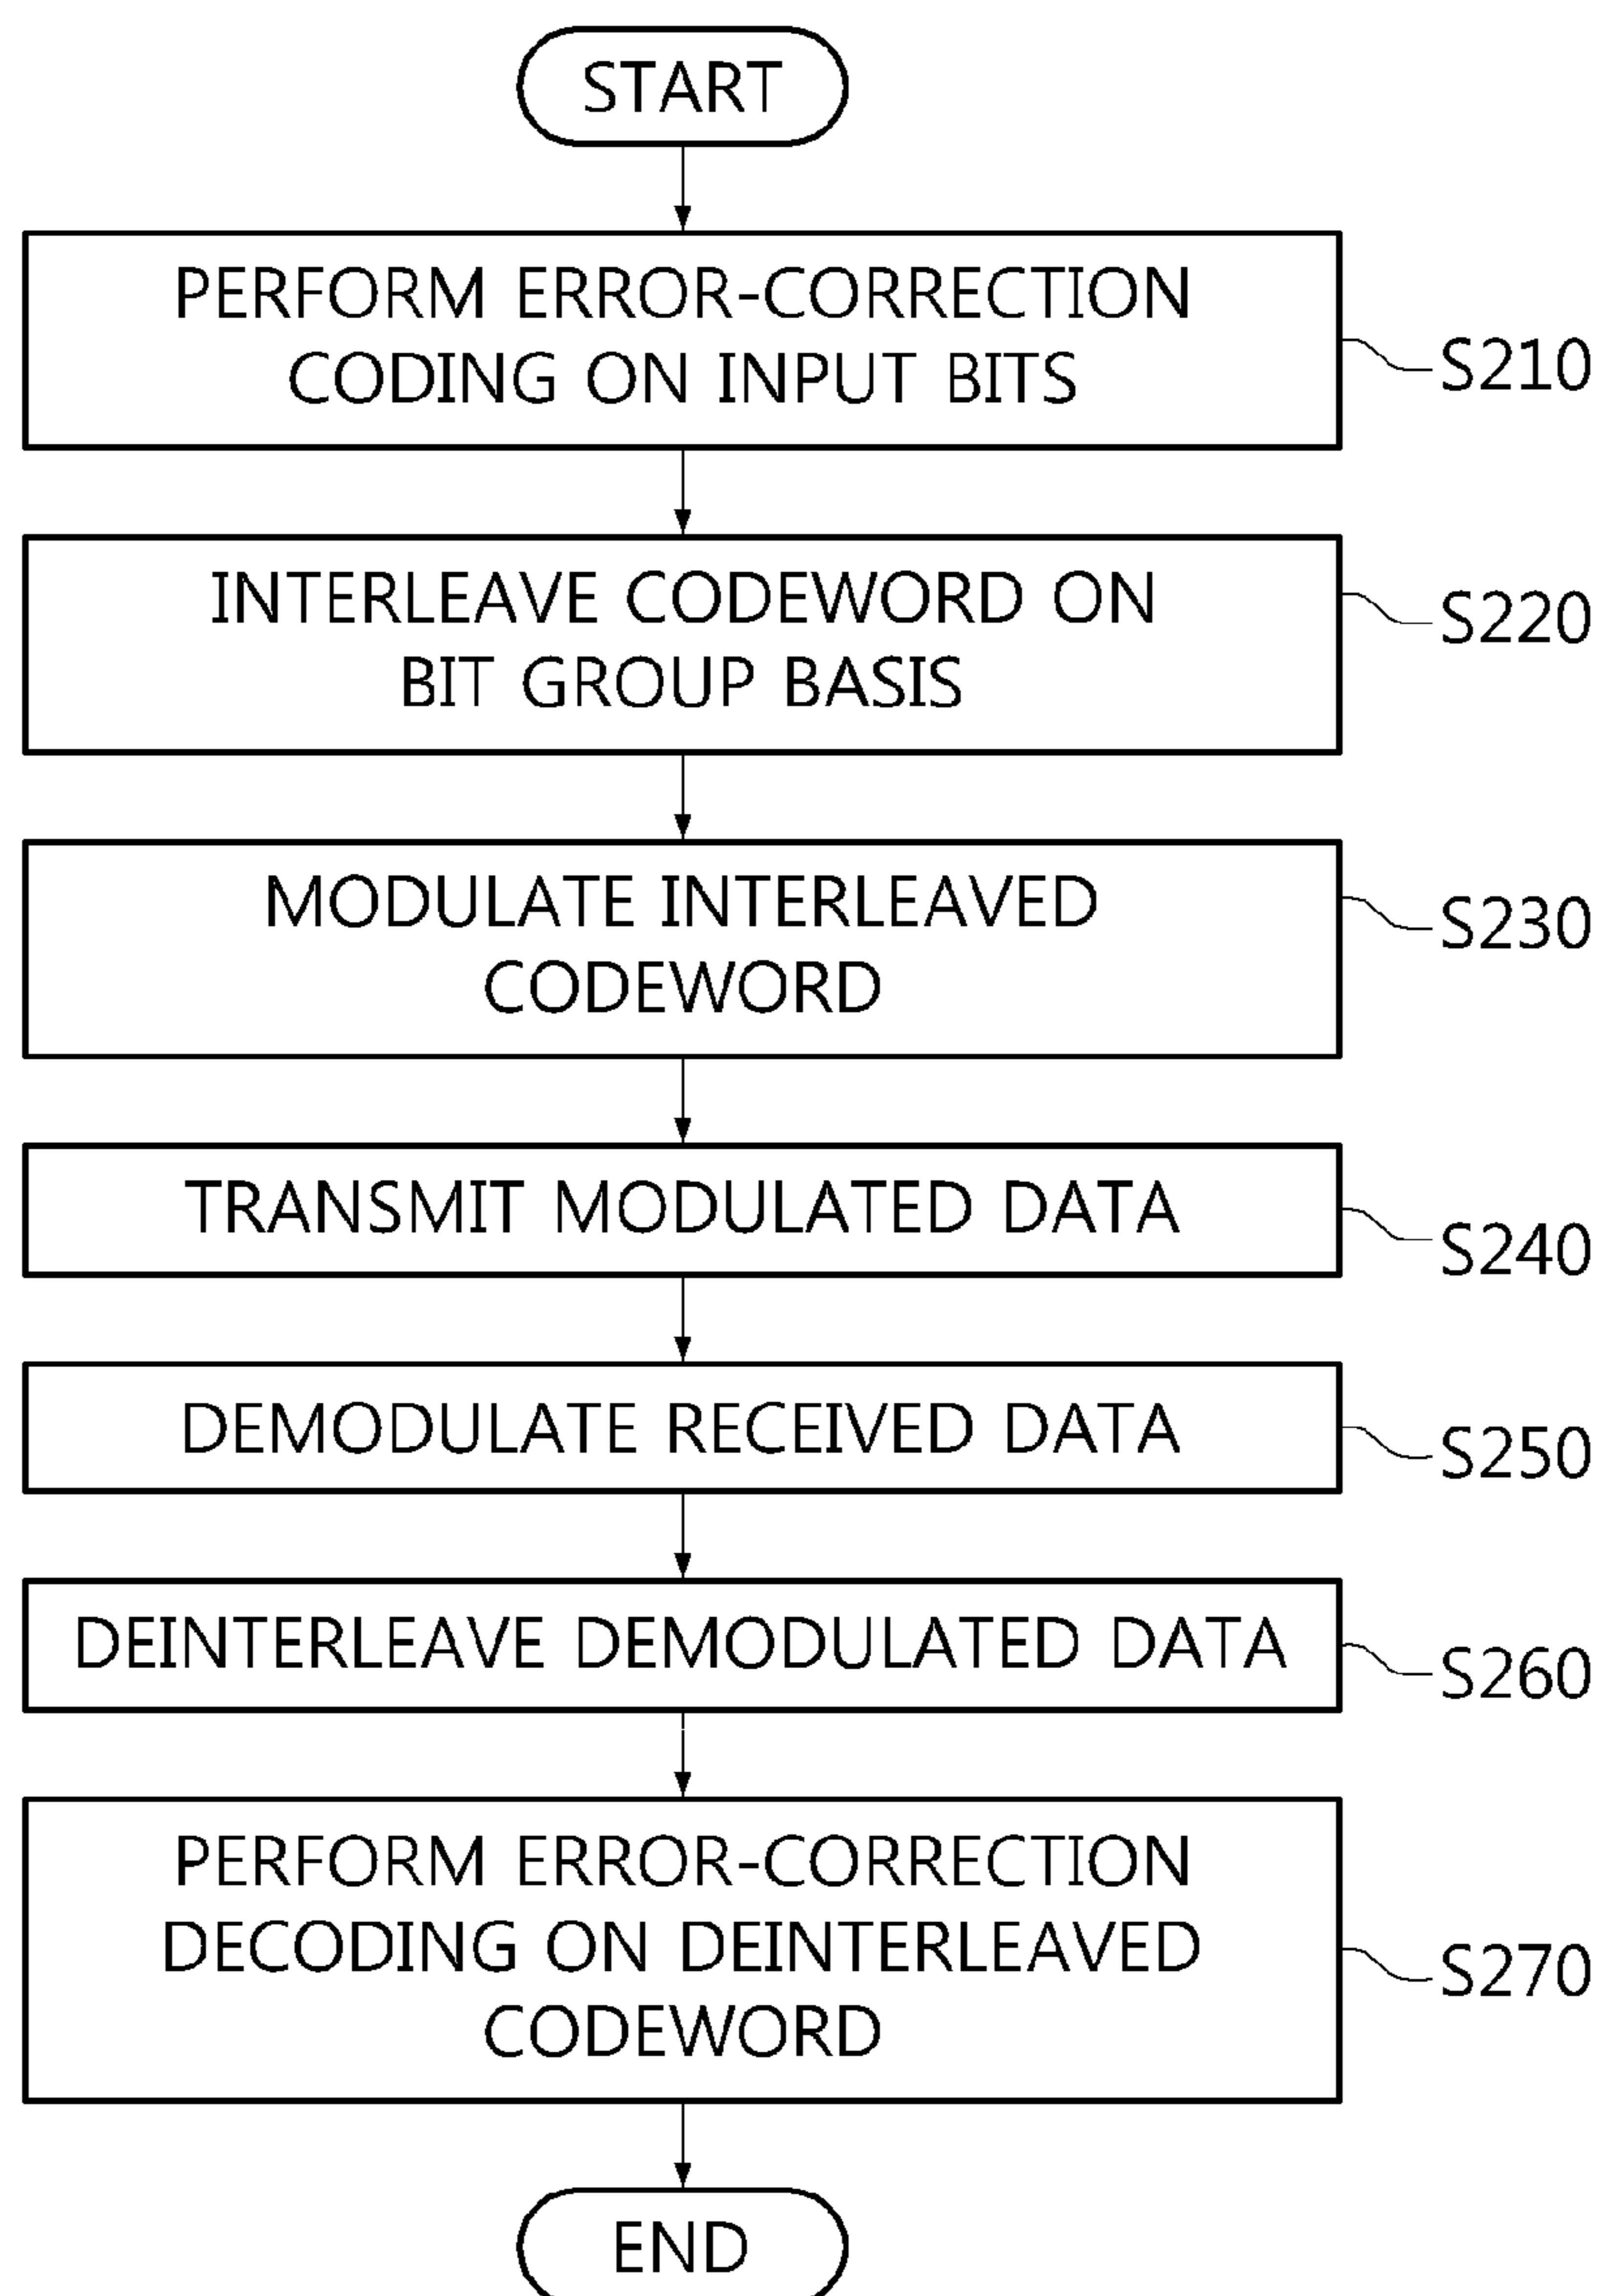 START
PERFORM ERROR-CORRECTION
CODING ON INPUT BITS
S210
INTERLEAVE CODEWORD ON
BIT GROUP BASIS
S220
MODULATE INTERLEAVED
CODEWORD
S230
TRANSMIT MODULATED DATA
S240
DEMODULATE RECEIVED DATA
S250
DEINTERLEAVE DEMODULATED DATA
S260
PERFORM ERROR-CORRECTION
DECODING ON DEINTERLEAVED
CODEWORD
S270
END